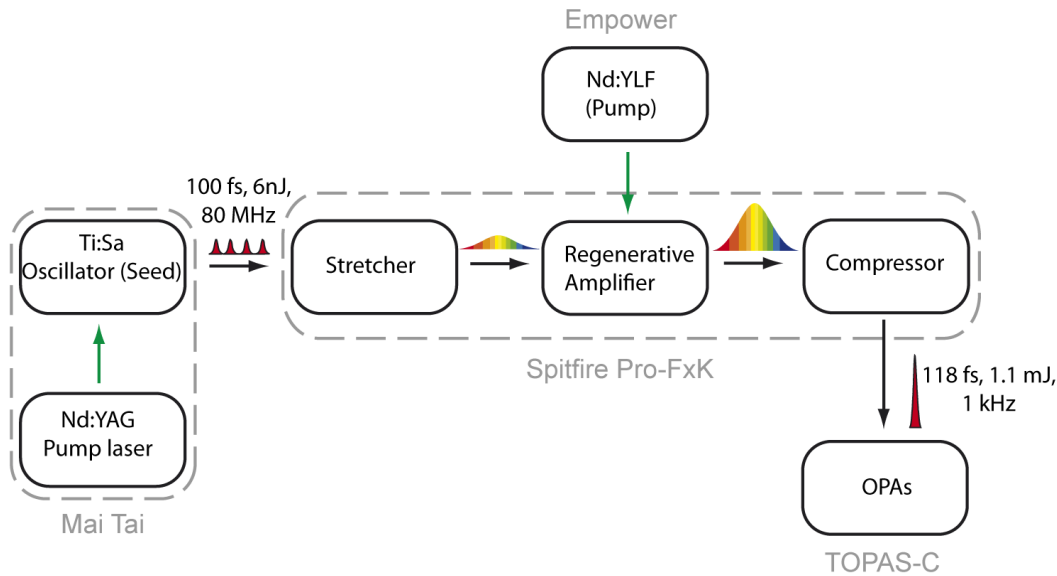 Empower
Nd:YLF
(Pump)
100 fs, 6nJ,
80 MHz
Ti:Sa
Oscillator (Seed)
Stretcher
Regenerative
Amplifier
Compressor
Spitfire Pro-FxK
Nd:YAG
Pump laser
Mai Tai
118 fs, 1.1 mJ,
1 kHz
OPAs
TOPAS-C